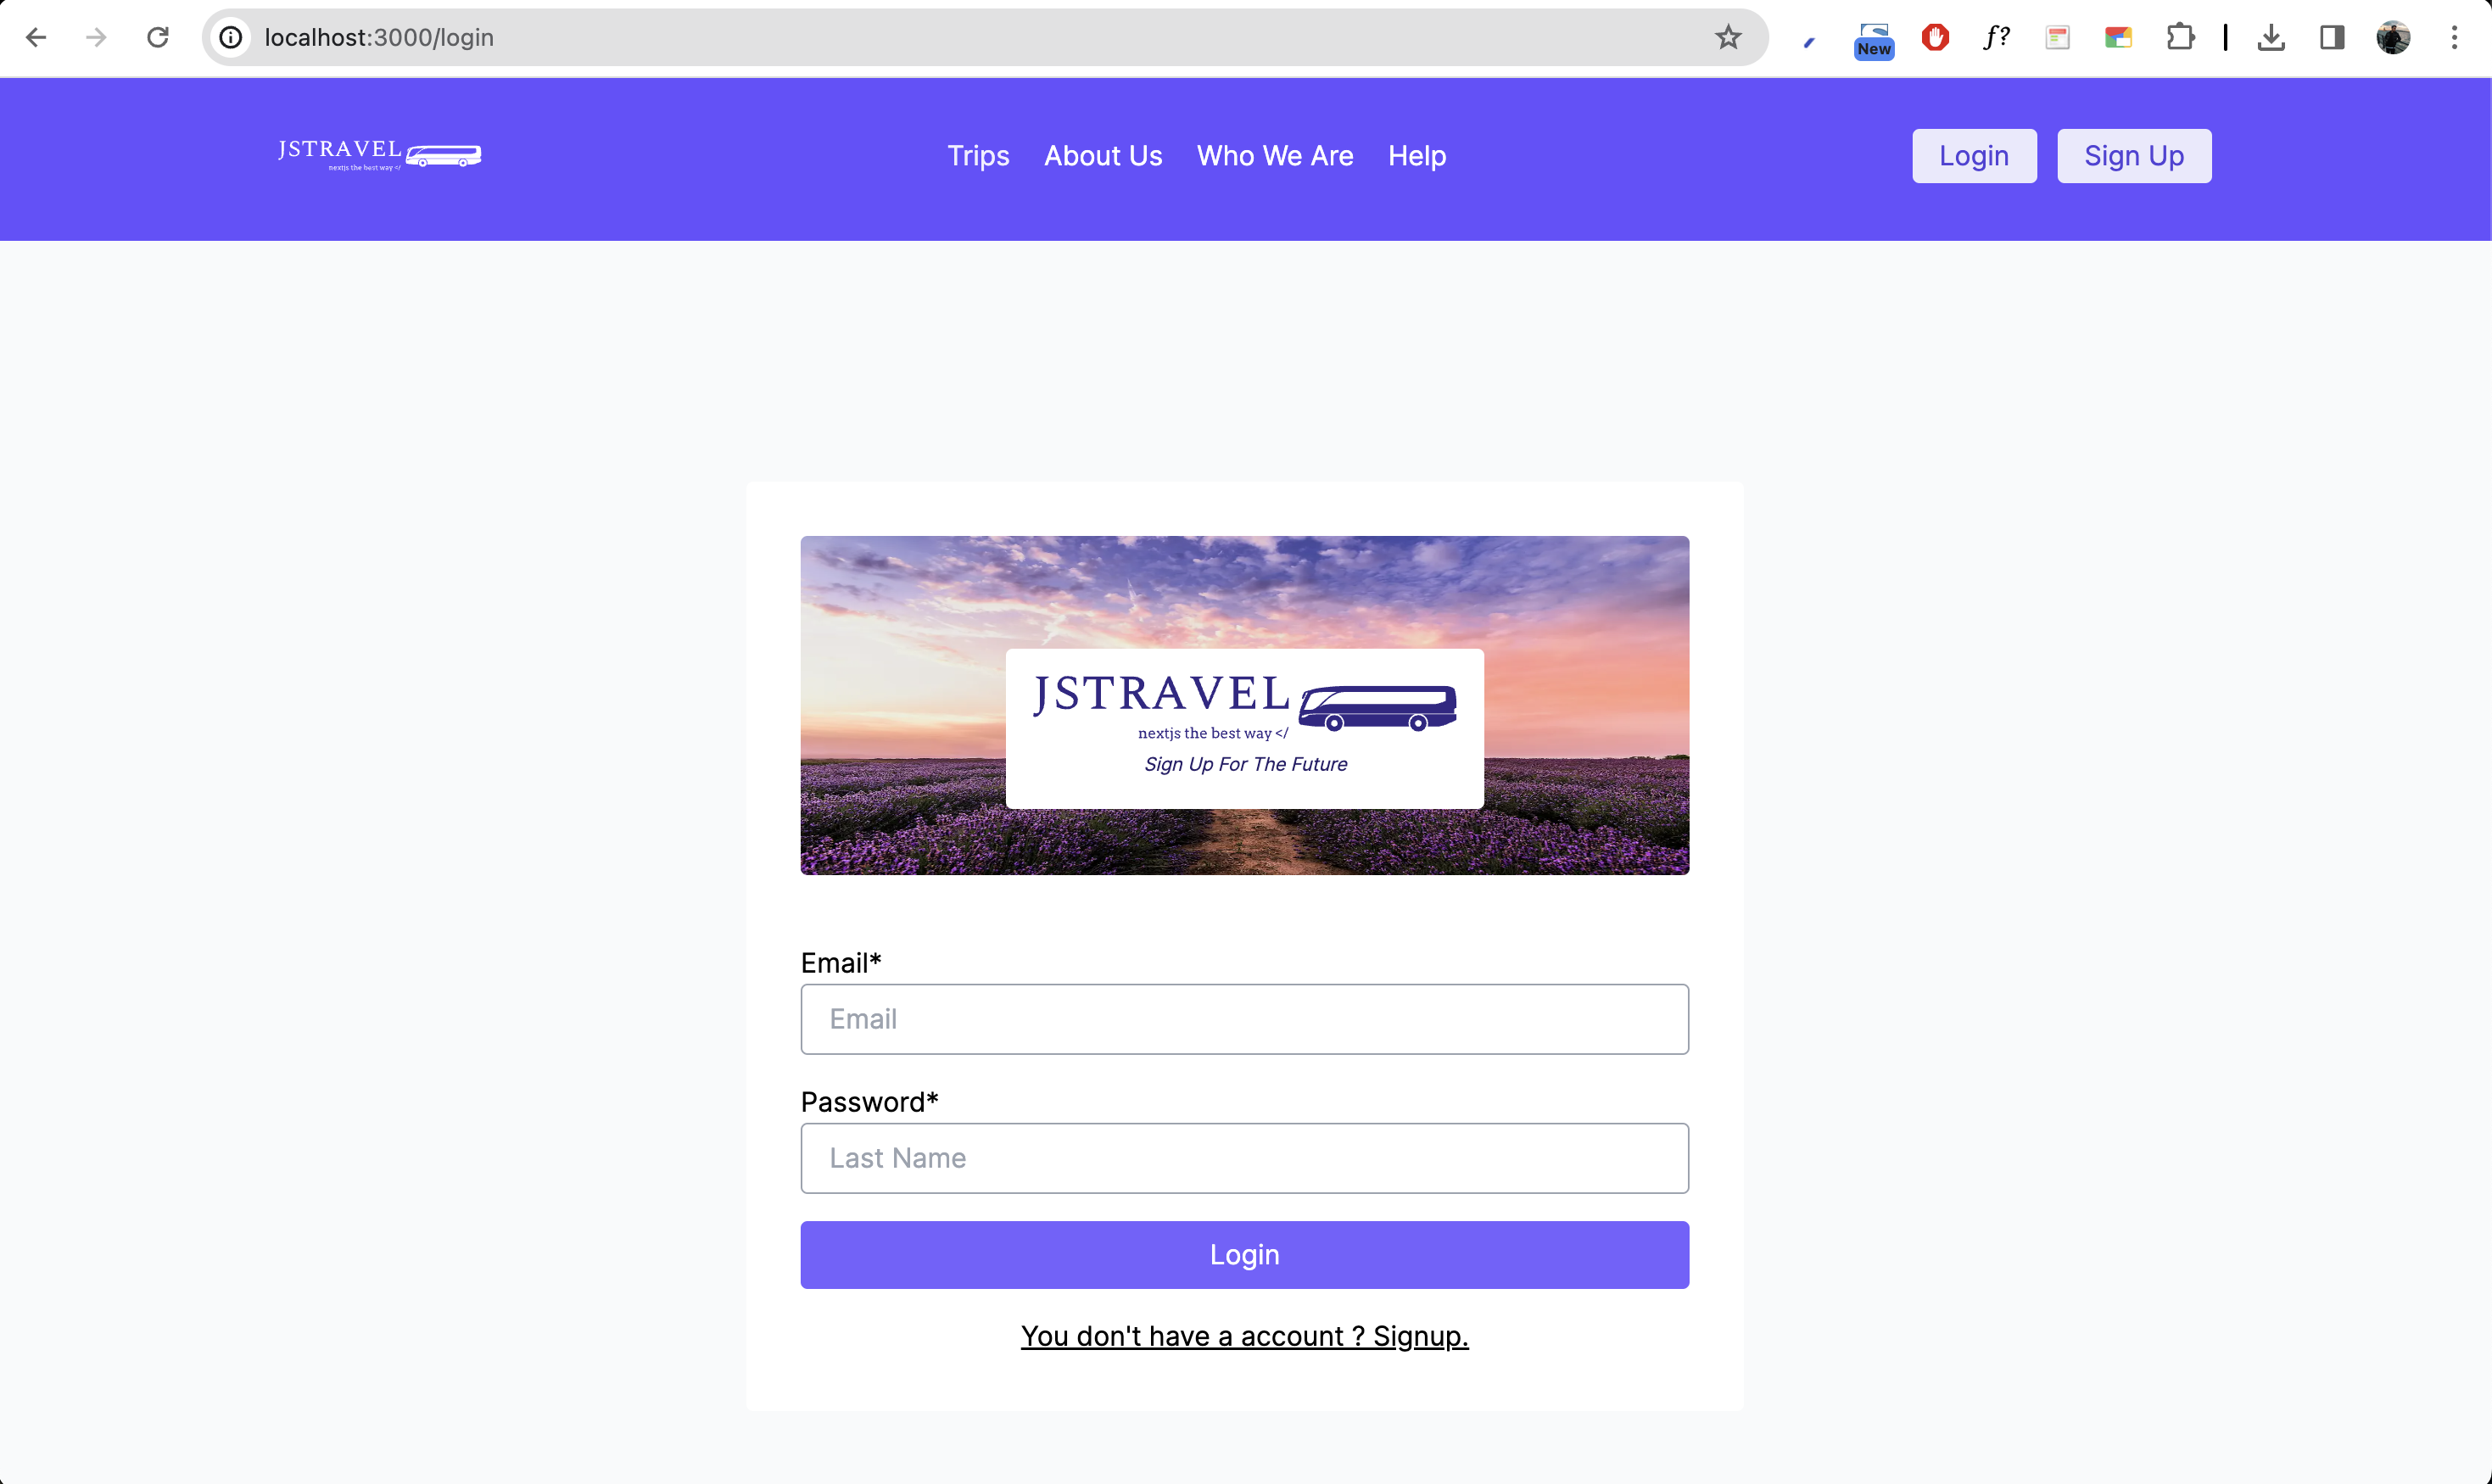 localhost:3000/login
New
f?
JSTRAVEL
nextjs the best way </
Trips About Us Who We Are Help
Login Sign Up
JSTRAVEL
nextjs the best way </
Sign Up For The Future
Email*
Email
Password*
Last Name
Login
You don't have a account ? Signup.